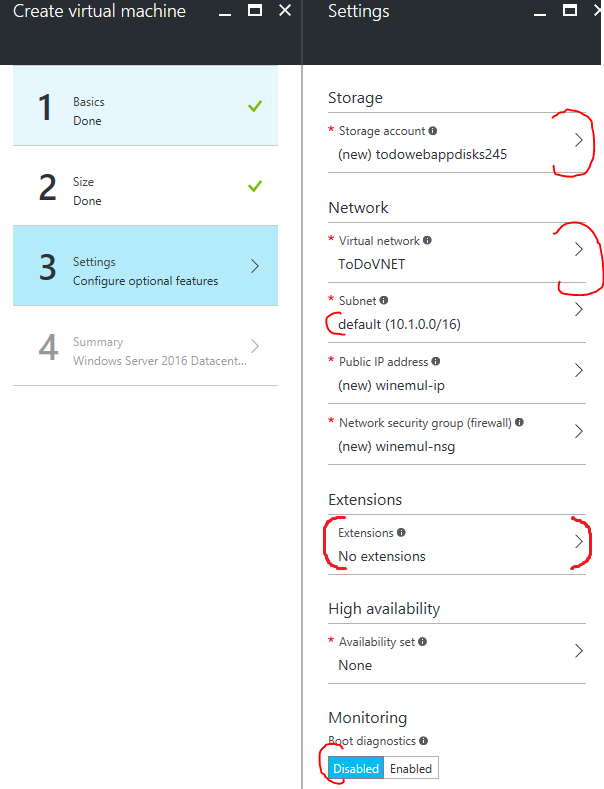 Create virtual machine
Settings
1
Basics
Done
2
Size
Done
3
Settings
Configure optional features
4
Summary
Windows Server 2016 Datacent...
Storage
* Storage account
(new) todowebappdisks245
Network
* Virtual network
ToDoVNET
* Subnet
default (10.1.0.0/16)
* Public IP address
(new) winemul-ip
* Network security group (firewall)
(new) winemul-nsg
Extensions
Extensions
No extensions
High availability
* Availability set
None
Monitoring
Boot diagnostics
Disabled Enabled